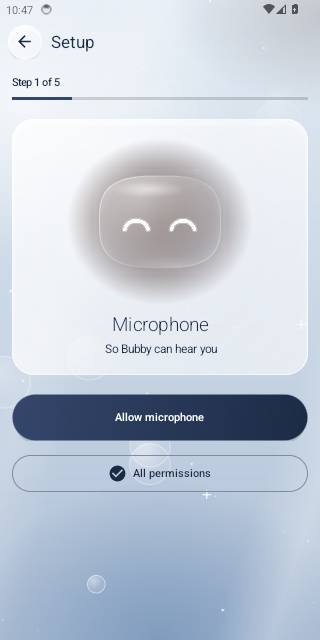 10:47
Setup
Step 1 of 5
Microphone
So Bubby can hear you
Allow microphone
All permissions